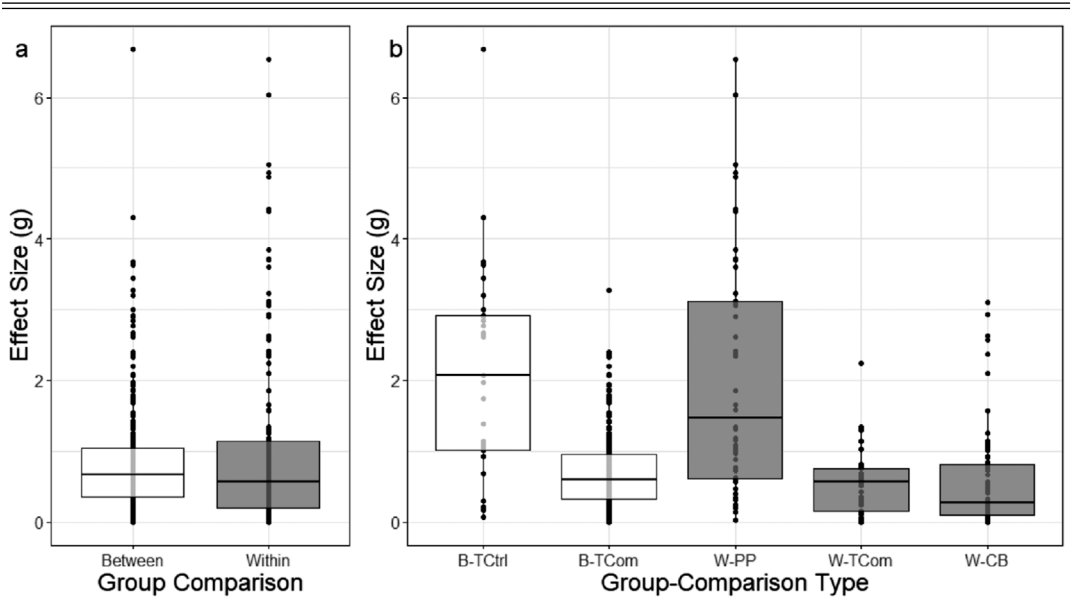 a
Effect Size (g)
6
4
2
0
Between Within
Group Comparison
b
Effect Size (g)
6
4
2
0
B-TCtrl B-TCom W-PP W-TCom W-CB
Group-Comparison Type